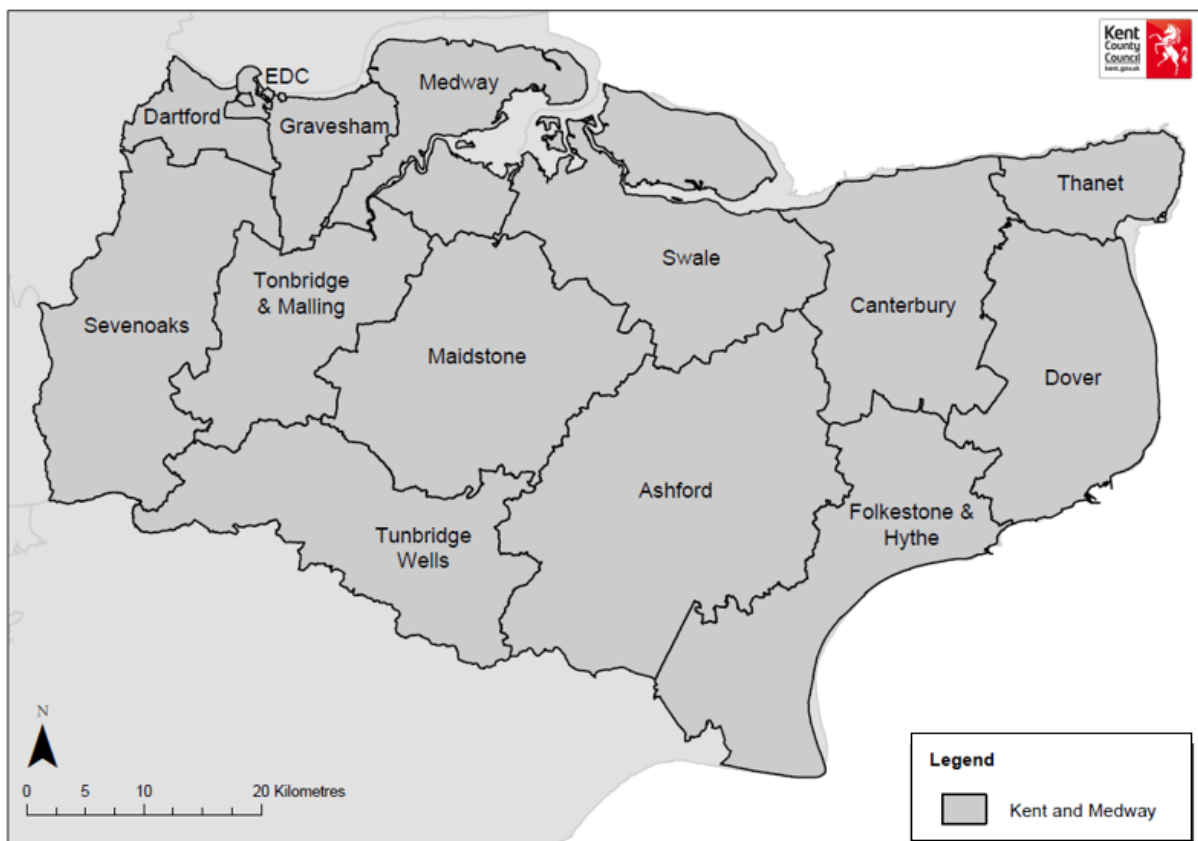 Kent
County
Council
kent.gov.uk
EDC
Medway
Dartford
Gravesham
Thanet
Swale
Tonbridge
& Malling
Canterbury
Sevenoaks
Maidstone
Dover
Ashford
Folkestone &
Hythe
Tunbridge
Wells
N
0 5 10 20 Kilometres
Legend
Kent and Medway